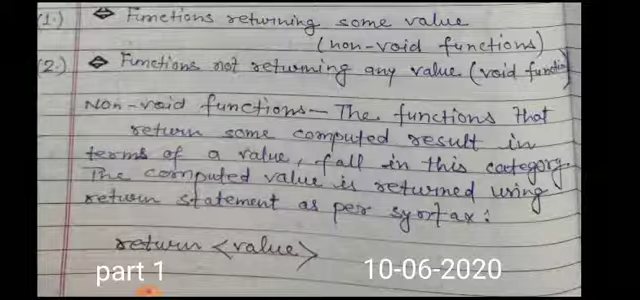 (1.) ⇔ Functions returning some value
(non-void functions)
(2.) ⇔ Functions not returning any value (void function)
Non-void functions - The functions that
return some computed result in
terms of a value, fall in this category.
The computed value is returned using
return statement as per syntax:
return <value>
part 1 10-06-2020